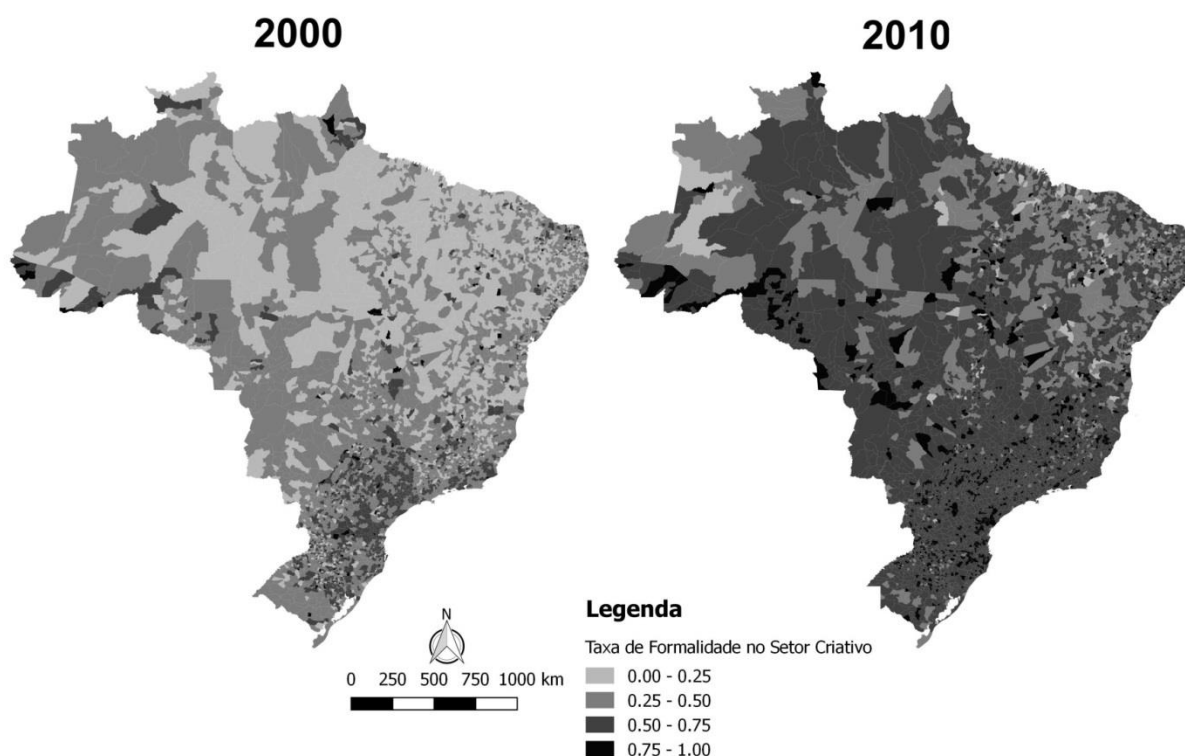 2000
2010
N
0 250 500 750 1000 km
Legenda
Taxa de Formalidade no Setor Criativo
0.00 - 0.25
0.25 - 0.50
0.50 - 0.75
0.75 - 1.00